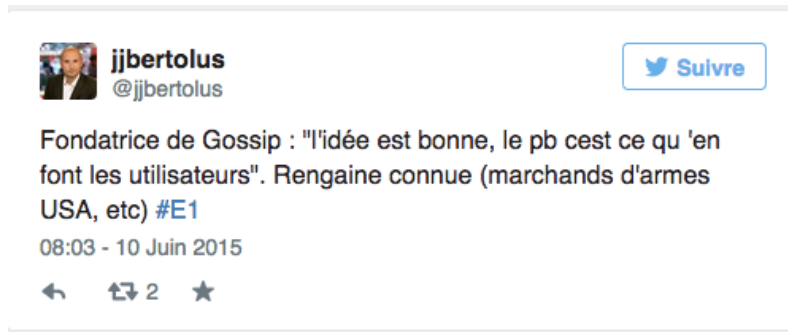 jjbertolus
@jjbertolus
Suivre
Fondatrice de Gossip : "l'idée est bonne, le pb cest ce qu 'en
font les utilisateurs". Rengaine connue (marchands d'armes
USA, etc) #E1
08:03 - 10 Juin 2015
2